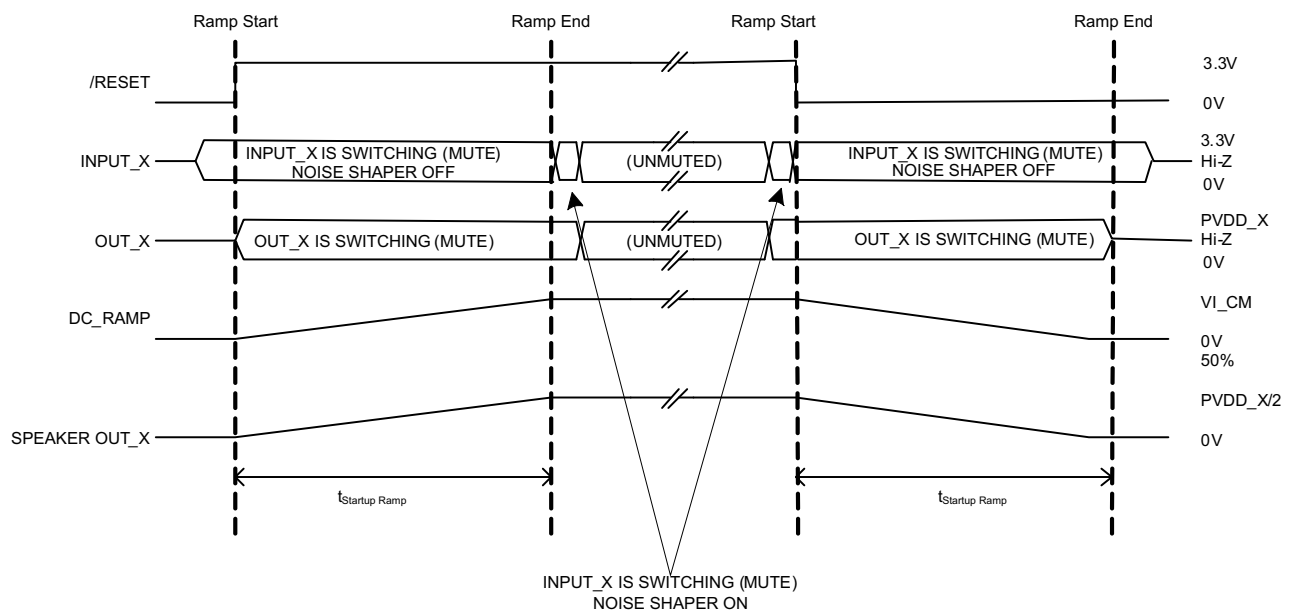 Ramp Start
Ramp End
Ramp Start
Ramp End
/RESET
3.3V
0V
INPUT_X
INPUT_X IS SWITCHING (MUTE)
NOISE SHAPER OFF
(UNMUTED)
INPUT_X IS SWITCHING (MUTE)
NOISE SHAPER OFF
3.3V
Hi-Z
0V
OUT_X
OUT_X IS SWITCHING (MUTE)
(UNMUTED)
OUT_X IS SWITCHING (MUTE)
PVDD_X
Hi-Z
0V
DC_RAMP
VI_CM
0V
50%
SPEAKER OUT_X
PVDD_X/2
0V
tStartup Ramp
tStartup Ramp
INPUT_X IS SWITCHING (MUTE)
NOISE SHAPER ON